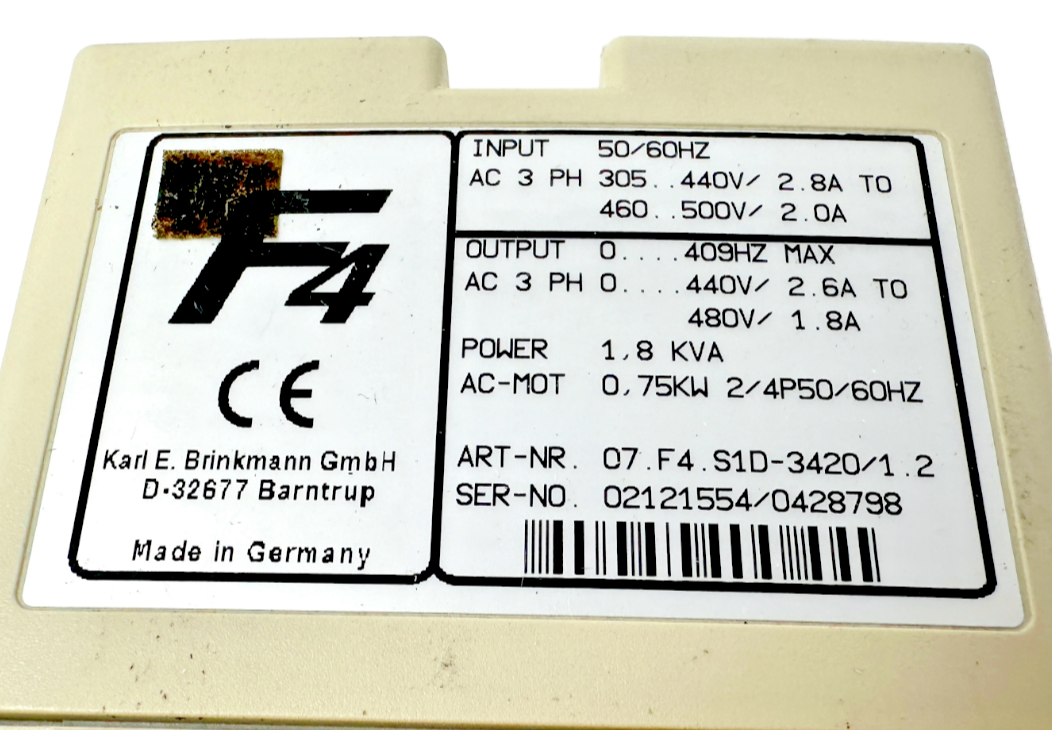 F4
CE
Karl E. Brinkmann GmbH
D-32677 Barntrup
Made in Germany
INPUT 50/60HZ
AC 3 PH 305..440V/ 2.8A TO
460..500V/ 2.0A
OUTPUT 0....409HZ MAX
AC 3 PH 0....440V/ 2.6A TO
480V/ 1.8A
POWER 1,8 KVA
AC-MOT 0,75KW 2/4P50/60HZ
ART-NR. 07.F4.S1D-3420/1.2
SER-NO. 02121554/0428798